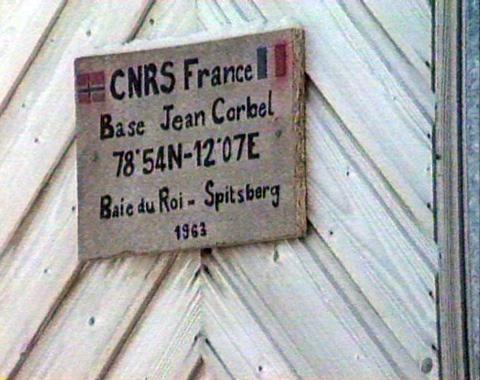 CNRS France
Base Jean Corbel
78°54N-12°07E
Baie du Roi - Spitsberg
1963